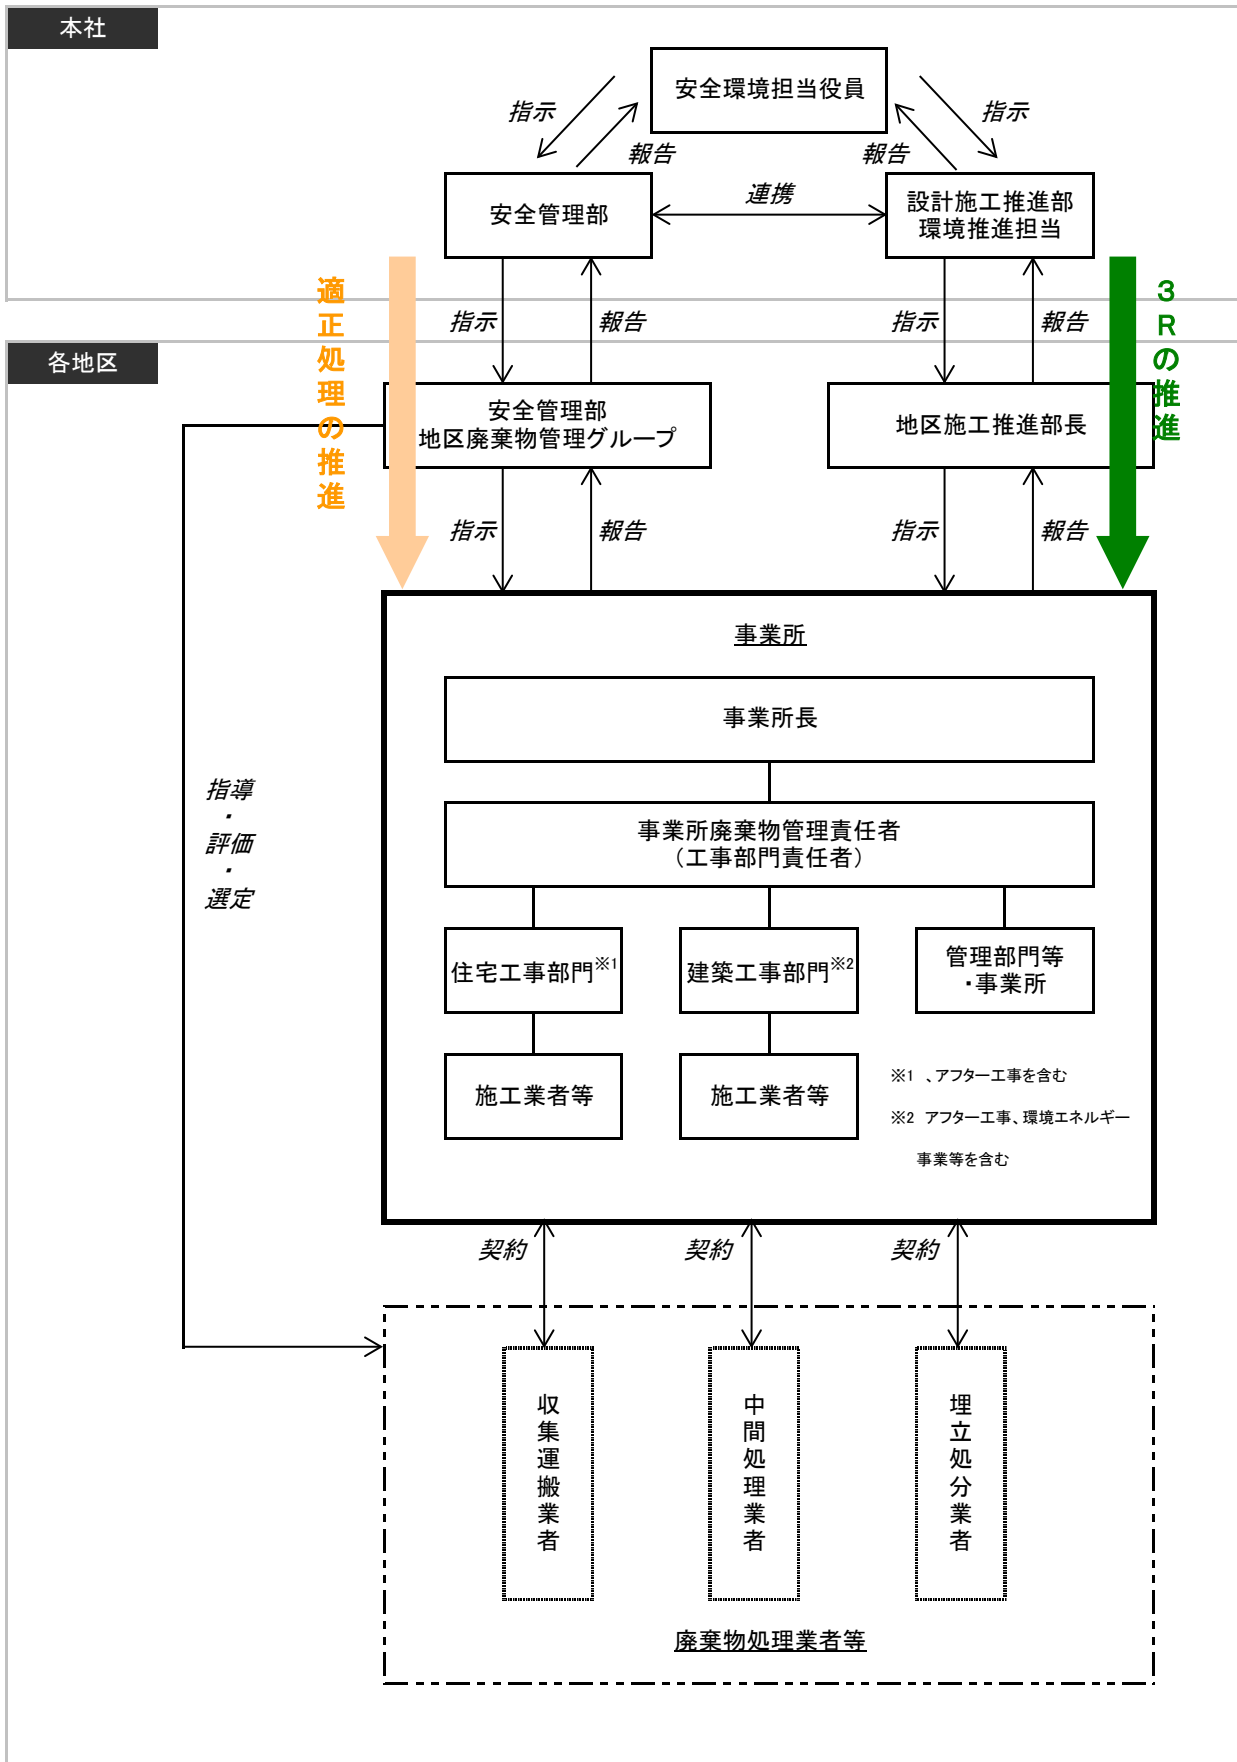 本社
安全環境担当役員
指示
指示
報告
報告
連携
安全管理部
設計施工推進部
環境推進担当
適正処理の推進
3Rの推進
指示
報告
指示
報告
各地区
安全管理部
地区廃棄物管理グループ
地区施工推進部長
指示
報告
指示
報告
事業所
事業所長
指導
・
評価
・
選定
事業所廃棄物管理責任者
（工事部門責任者）
住宅工事部門※1
建築工事部門※2
管理部門等
・事業所
施工業者等
施工業者等
※1 、アフター工事を含む
※2 アフター工事、環境エネルギー
事業等を含む
契約
契約
契約
収集運搬業者
中間処理業者
埋立処分業者
廃棄物処理業者等